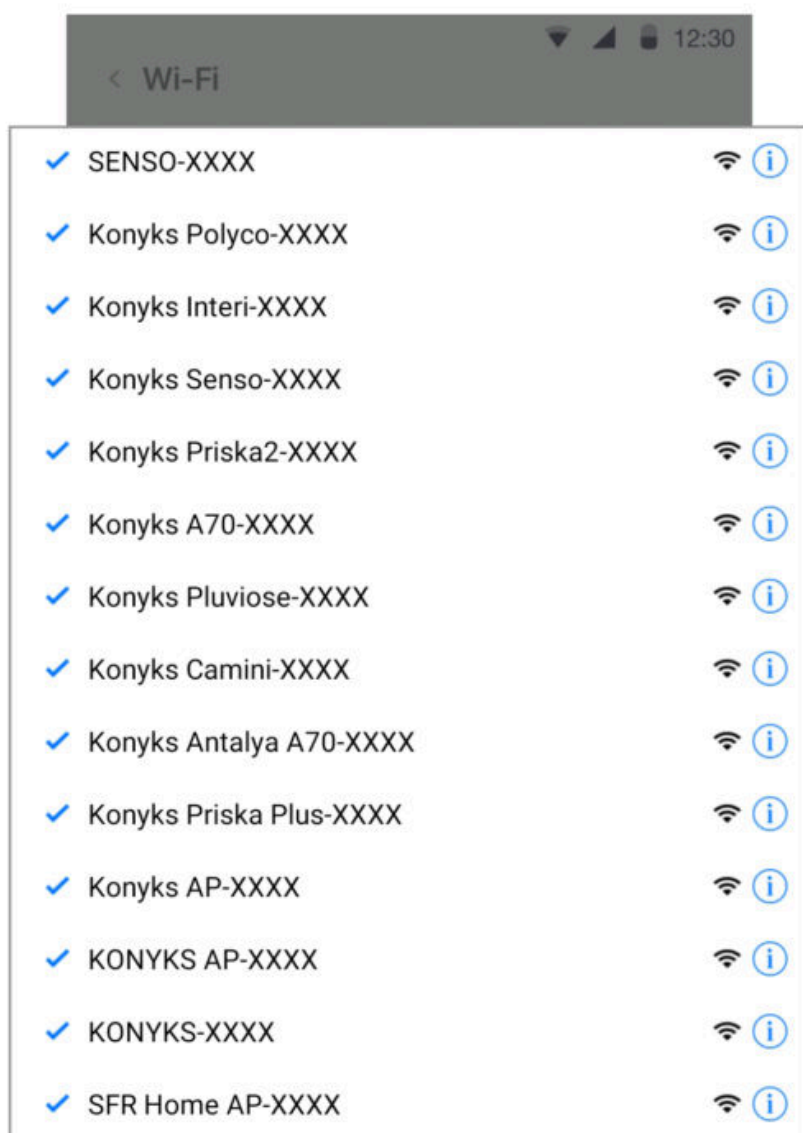 12:30
< Wi-Fi
SENSO-XXXX
Konyks Polyco-XXXX
Konyks Interi-XXXX
Konyks Senso-XXXX
Konyks Priska2-XXXX
Konyks A70-XXXX
Konyks Pluviose-XXXX
Konyks Camini-XXXX
Konyks Antalya A70-XXXX
Konyks Priska Plus-XXXX
Konyks AP-XXXX
KONYKS AP-XXXX
KONYKS-XXXX
SFR Home AP-XXXX